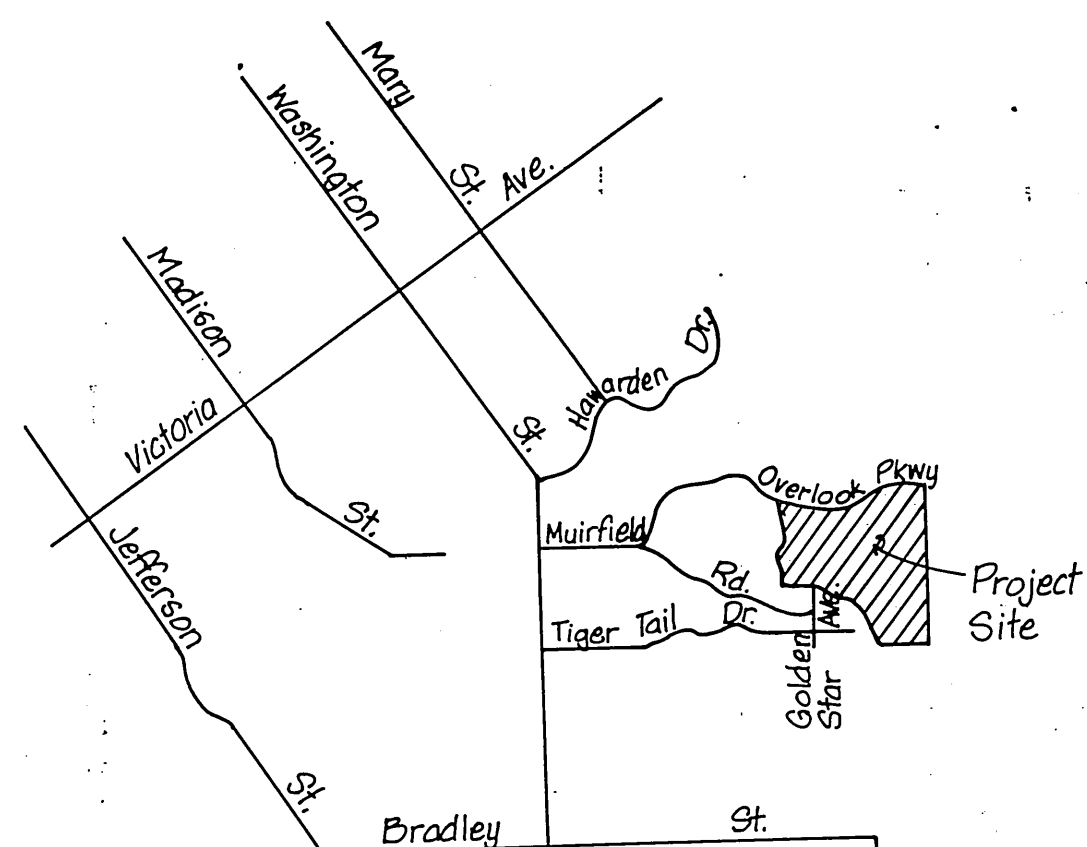 Mary St.
Washington St.
Victoria Ave.
Madison St.
Jefferson St.
Hawarden Dr.
Overlook Pkwy
Muirfield Rd.
Tiger Tail Dr.
Golden Star Ave.
Project Site
Bradley St.